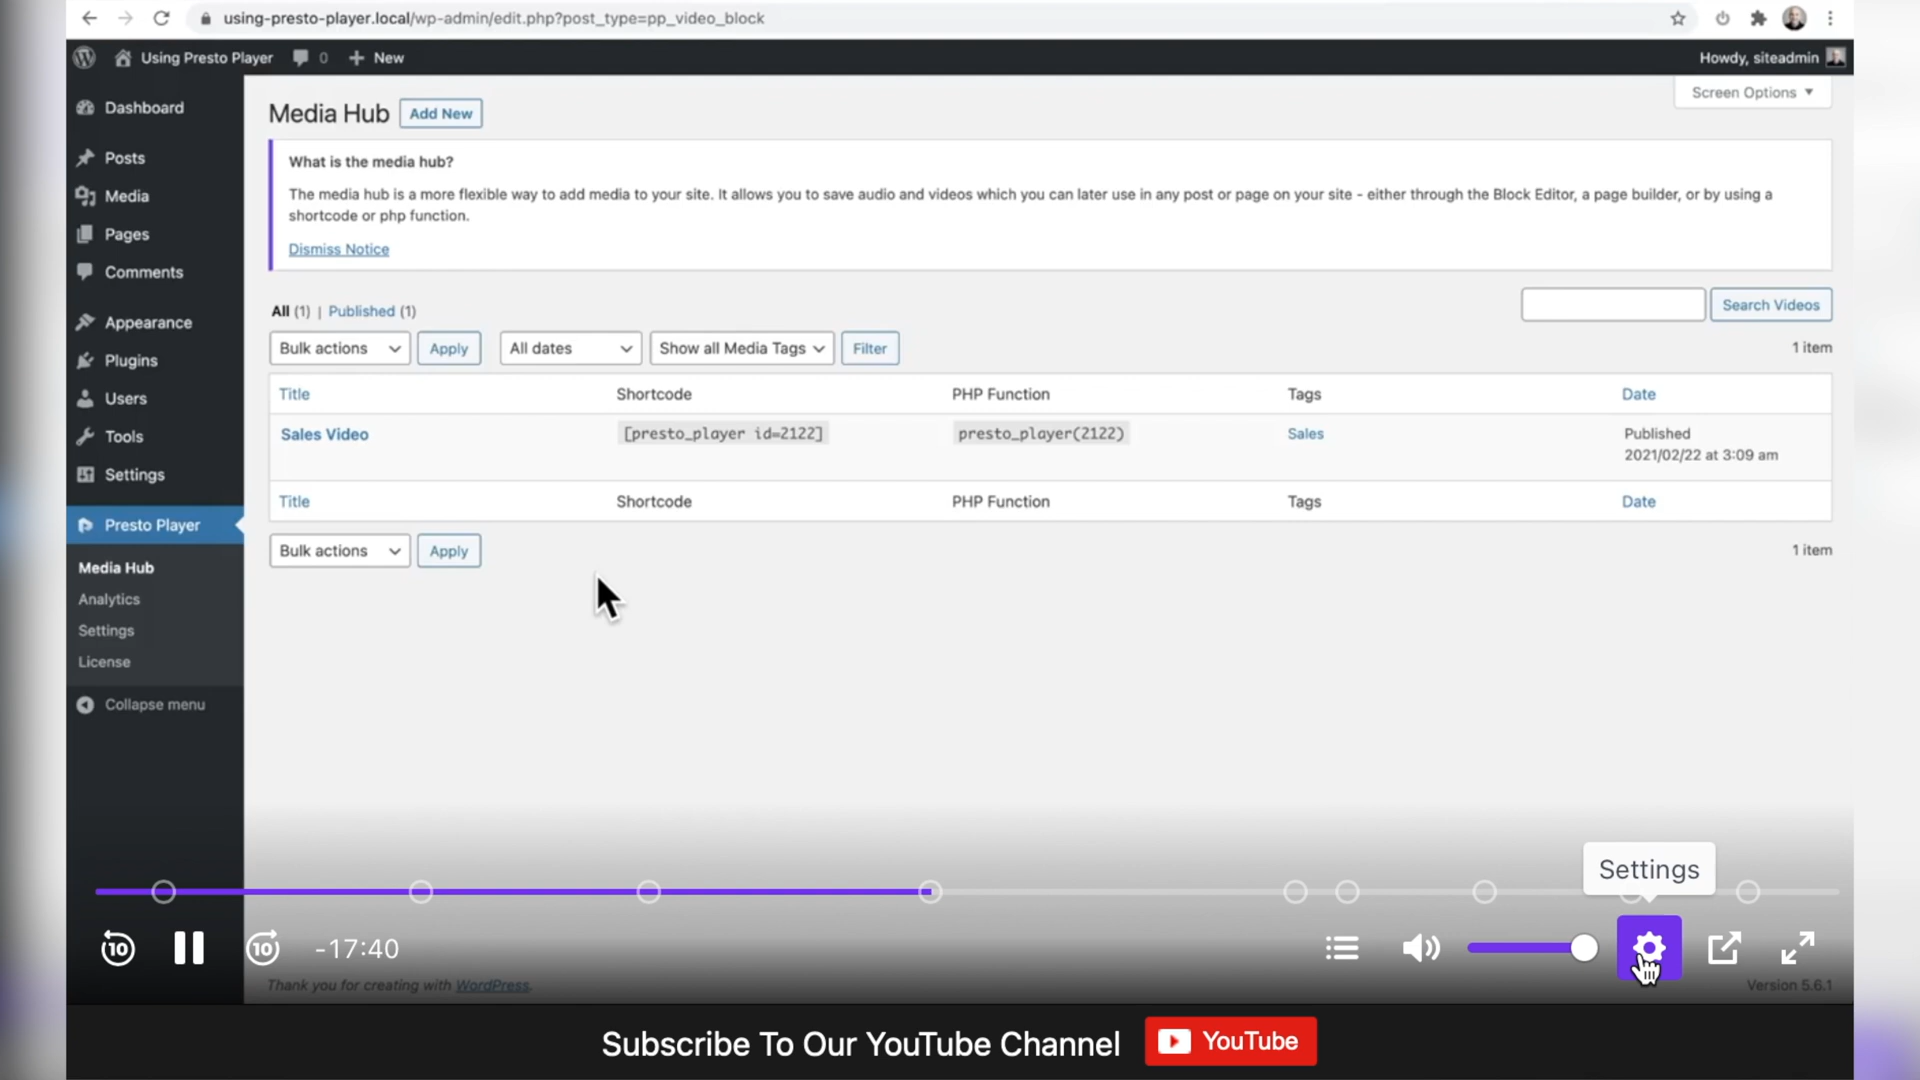 using-presto-player.local/wp-admin/edit.php?post_type=pp_video_block
Using Presto Player 0 New
Howdy, siteadmin
Dashboard
Posts
Media
Pages
Comments
Appearance
Plugins
Users
Tools
Settings
Presto Player
Media Hub
Analytics
Settings
License
Collapse menu
Screen Options
Media Hub Add New
What is the media hub?
The media hub is a more flexible way to add media to your site. It allows you to save audio and videos which you can later use in any post or page on your site - either through the Block Editor, a page builder, or by using a
shortcode or php function.
Dismiss Notice
All (1) | Published (1)
Search Videos
Bulk actions Apply All dates Show all Media Tags Filter
1 item
Title Shortcode PHP Function Tags Date
Sales Video [presto_player id=2122] presto_player(2122) Sales Published
2021/02/22 at 3:09 am
Title Shortcode PHP Function Tags Date
Bulk actions Apply
1 item
Settings
10 10 -17:40
Thank you for creating with WordPress.
Version 5.6.1
Subscribe To Our YouTube Channel YouTube